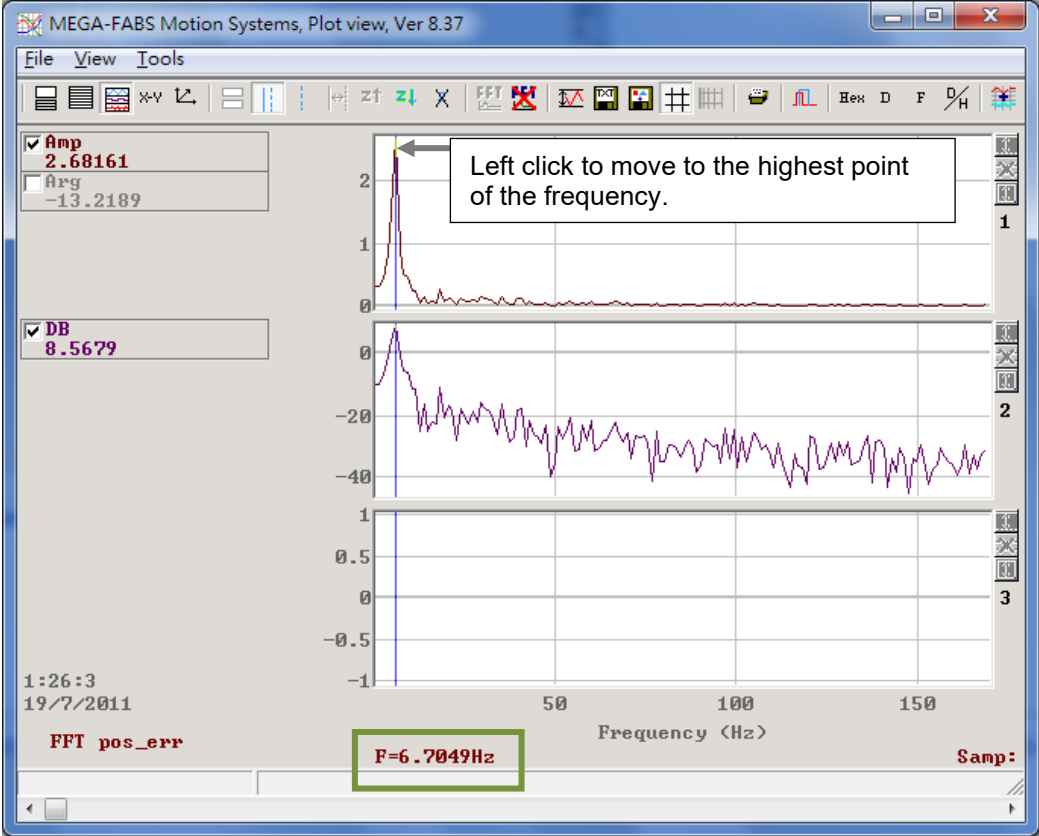 MEGA-FABS Motion Systems, Plot view, Ver 8.37
File View Tools
X-Y z↑ z↓ X FFT FFT TXT Hex D F D/H
Amp
2.68161
Arg
-13.2189
Left click to move to the highest point
of the frequency.
2
1
0
1
DB
8.5679
0
-20
-40
2
1
0.5
0
-0.5
-1
3
1:26:3
19/7/2011
50 100 150
Frequency (Hz)
FFT pos_err
F=6.7049Hz
Samp: